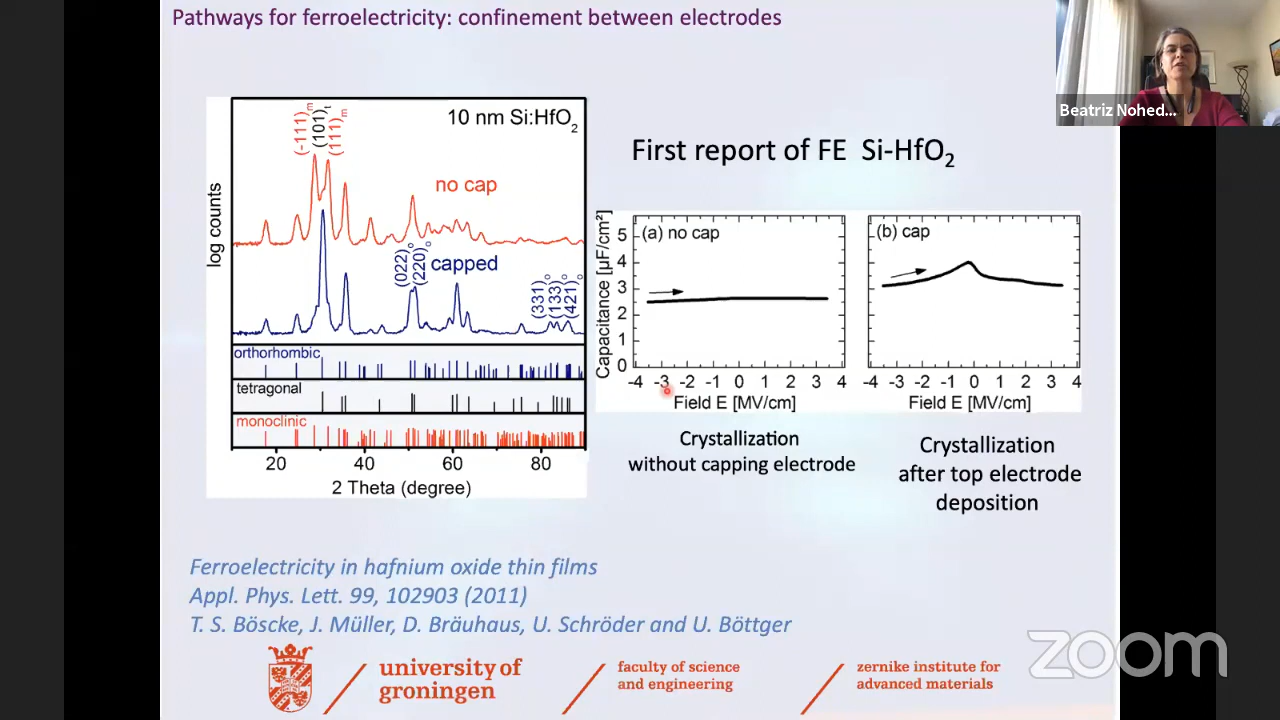 Pathways for ferroelectricity: confinement between electrodes
Beatriz Nohed...
10 nm Si:HfO₂
(-111)ₘ
(101)ₜ
(111)ₘ
no cap
log counts
(022)ₒ
(220)ₒ
capped
(331)ₒ
(133)ₒ
(421)ₒ
orthorhombic
tetragonal
monoclinic
20 40 60 80
2 Theta (degree)
First report of FE Si-HfO₂
Capacitance [µF/cm²]
5
4
3
2
1
0
(a) no cap
-4 -3 -2 -1 0 1 2 3 4
Field E [MV/cm]
(b) cap
-4 -3 -2 -1 0 1 2 3 4
Field E [MV/cm]
Crystallization
without capping electrode
Crystallization
after top electrode
deposition
Ferroelectricity in hafnium oxide thin films
Appl. Phys. Lett. 99, 102903 (2011)
T. S. Böscke, J. Müller, D. Bräuhaus, U. Schröder and U. Böttger
university of
groningen
faculty of science
and engineering
zernike institute for
advanced materials
zoom